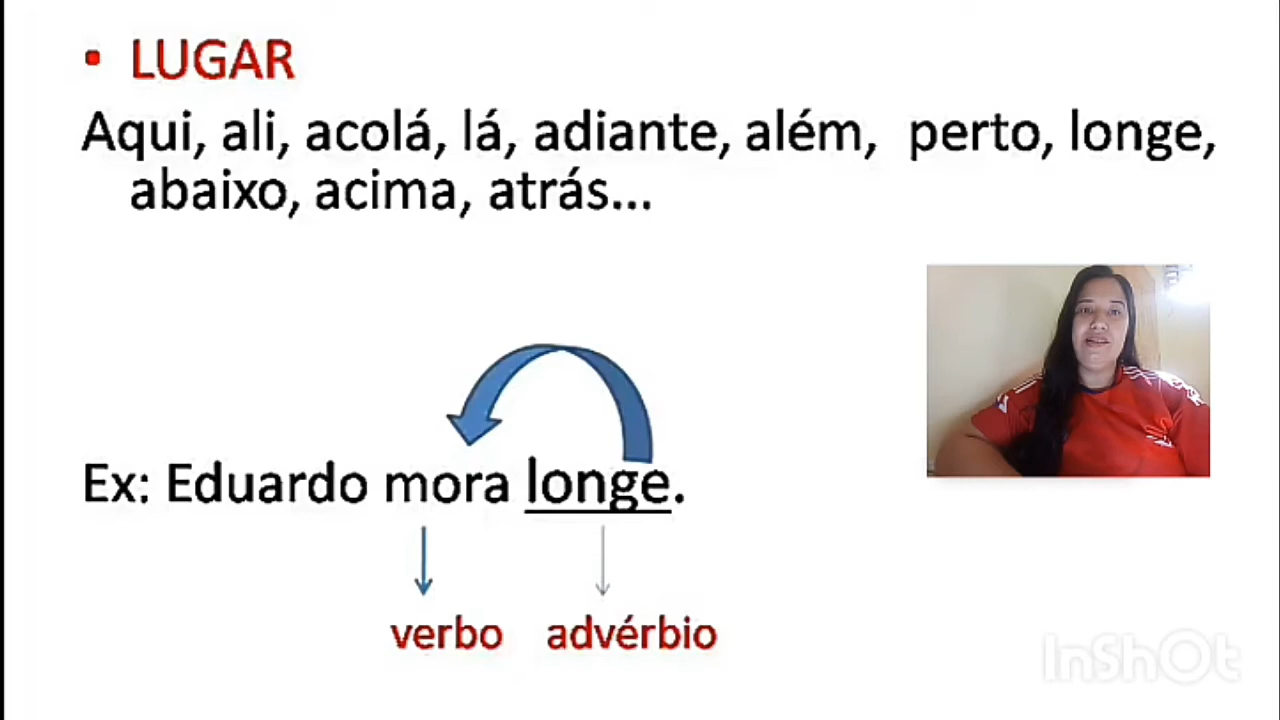 • LUGAR
Aqui, ali, acolá, lá, adiante, além, perto, longe,
abaixo, acima, atrás...
Ex: Eduardo mora longe.
verbo advérbio
InShOt